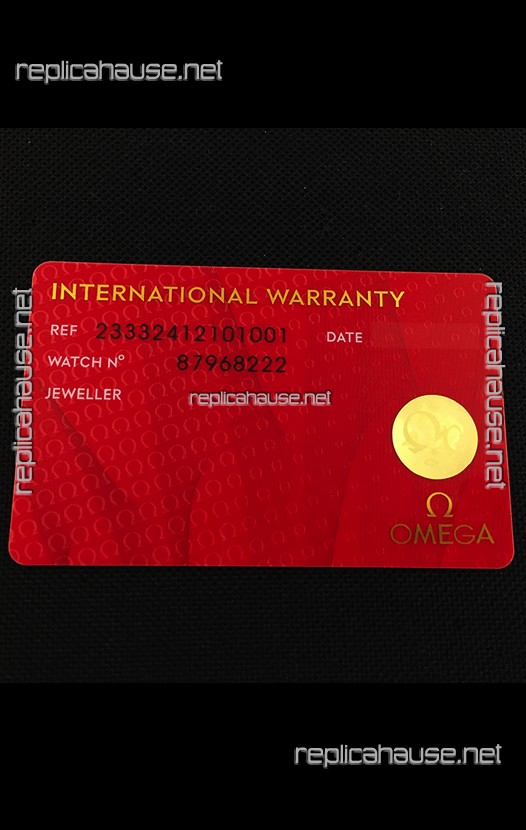 replicahause.net
INTERNATIONAL WARRANTY
REF 23332412101001 DATE
WATCH Nº 87968222
JEWELLER replicahause.net
replicahause.net
replicahause.net
Ω
OMEGA
replicahause.net